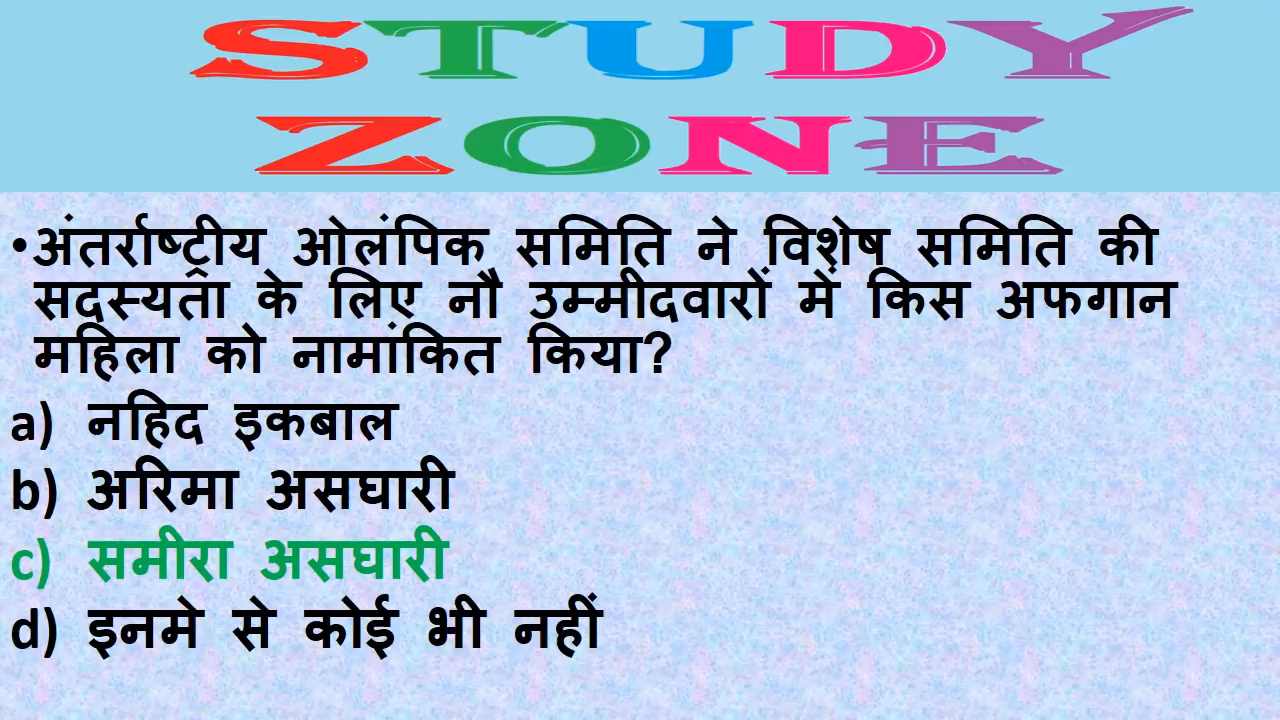 STUDY
ZONE
•अंतर्राष्ट्रीय ओलंपिक समिति ने विशेष समिति की
सदस्यता के लिए नौ उम्मीदवारों में किस अफगान
महिला को नामांकित किया?
a) नहिद इकबाल
b) अरिमा असघारी
c) समीरा असघारी
d) इनमे से कोई भी नहीं